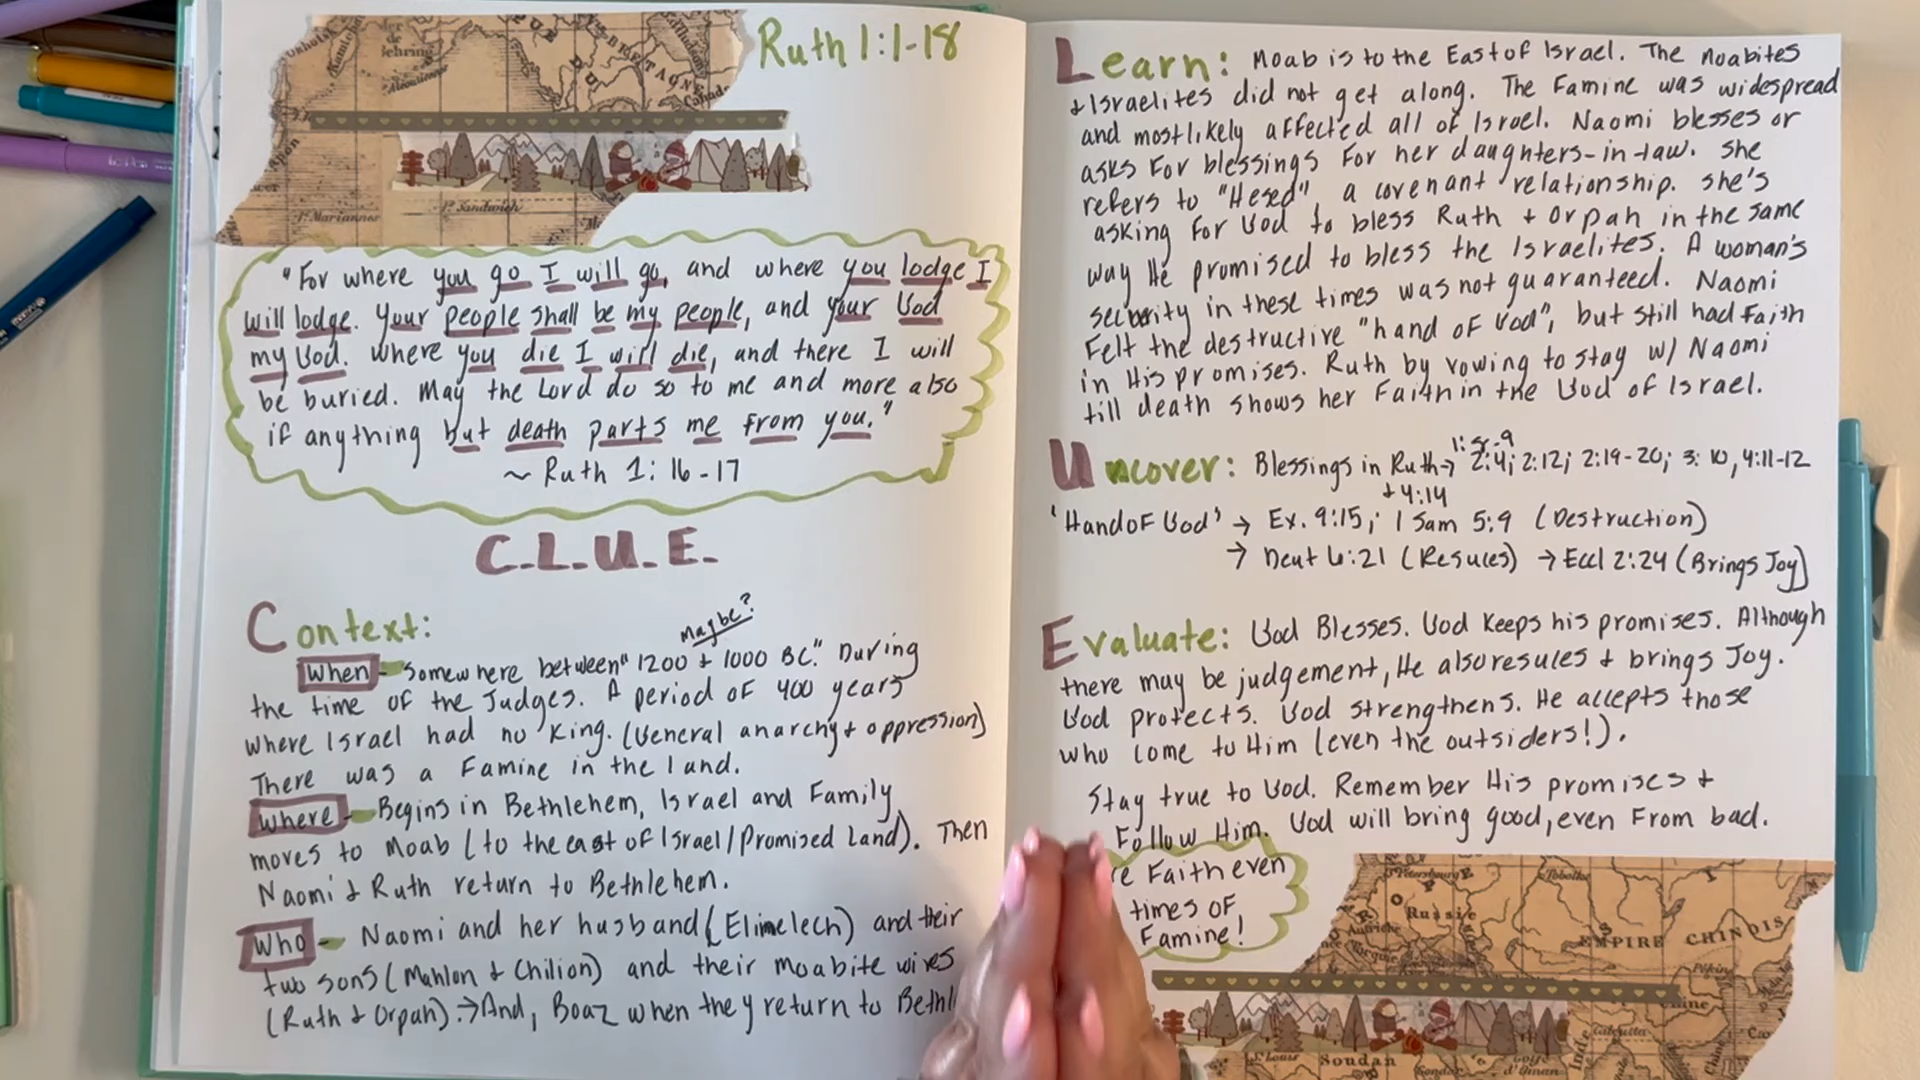 Ruth 1:1-18
"For where you go I will go, and where you lodge I
will lodge. Your people shall be my people, and your God
my God. Where you die I will die, and there I will
be buried. May the Lord do so to me and more also
if anything but death parts me from you."
~ Ruth 1:16-17
C.L.U.E.
Context:
Maybe?
When - Somewhere between "1200 + 1000 BC." During
the time of the Judges. A period of 400 years
where Israel had no King. (General anarchy + oppression)
There was a Famine in the land.
Where - Begins in Bethlehem, Israel and Family
moves to Moab (to the east of Israel/Promised Land). Then
Naomi & Ruth return to Bethlehem.
Who - Naomi and her husband (Elimelech) and their
two sons (Mahlon & Chilion) and their moabite wives
(Ruth & Orpah). → And, Boaz when they return to Bethl
Learn: Moab is to the East of Israel. The Moabites
+ Israelites did not get along. The Famine was widespread
and most likely affected all of Israel. Naomi blesses or
asks For blessings For her daughters-in-law. She
refers to "Hesed" a covenant relationship. She's
asking For God to bless Ruth + Orpah in the same
way He promised to bless the Israelites. A woman's
security in these times was not guaranteed. Naomi
Felt the destructive "hand of God", but still had Faith
in His promises. Ruth by vowing to stay w/ Naomi
till death shows her Faith in the God of Israel.
Uncover: Blessings in Ruth → 2:4; 2:12; 2:19-20; 3:10, 4:11-12
+ 4:14
'Hand of God' → Ex. 9:15; 1 Sam 5:9 (Destruction)
→ Deut 6:21 (Resues) → Eccl 2:24 (Brings Joy)
Evaluate: God Blesses. God Keeps his promises. Although
there may be judgement, He also resules + brings Joy.
God protects. God strengthens. He accepts those
who come to Him (even the outsiders!).
Stay true to God. Remember His promises +
Follow Him. God will bring good, even From bad.
Faith even
times of
Famine!
Russie
EMPIRE CHINOIS
Soudan
Is. Mariannes
Is. Sandwich